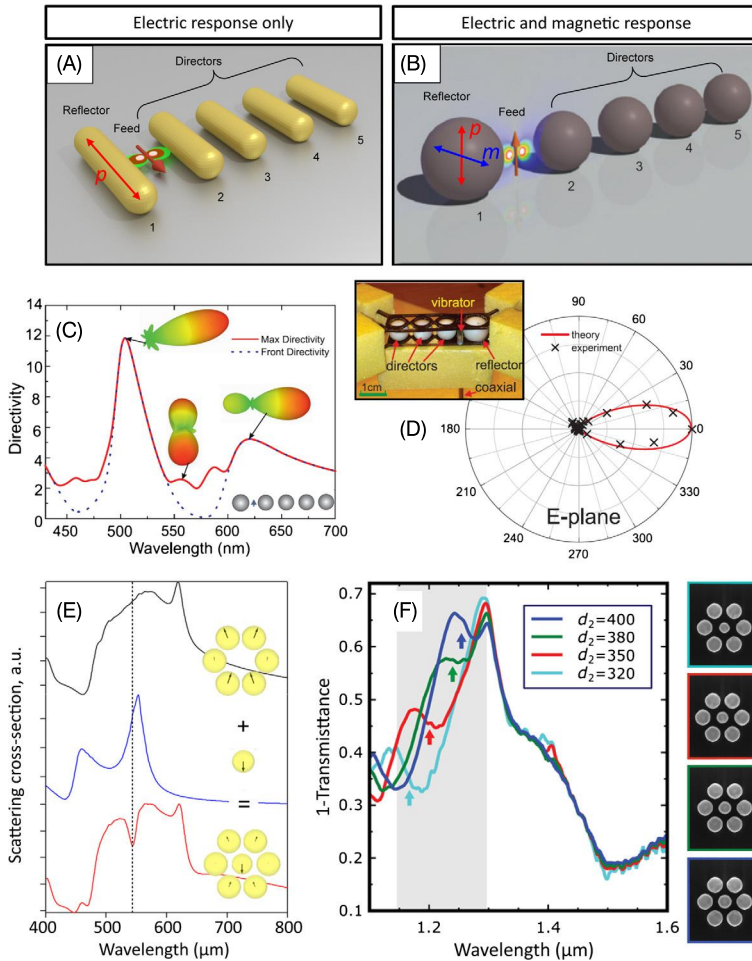 Electric response only
Electric and magnetic response
(A)
Directors
Reflector
Feed
p
1
2
3
4
5
(B)
Directors
Reflector
Feed
p
m
1
2
3
4
5
(C)
14
12
10
8
6
4
2
0
Directivity
Max Directivity
Front Directivity
450
500
550
600
650
700
Wavelength (nm)
vibrator
directors
reflector
1cm
coaxial
(D)
90
60
30
0
330
300
270
240
210
180
theory
experiment
E-plane
(E)
Scattering cross-section, a.u.
+
=
400
500
600
700
800
Wavelength (μm)
(F)
0.7
0.6
0.5
0.4
0.3
0.2
0.1
1-Transmisttance
d2=400
d2=380
d2=350
d2=320
1.2
1.4
1.6
Wavelength (μm)